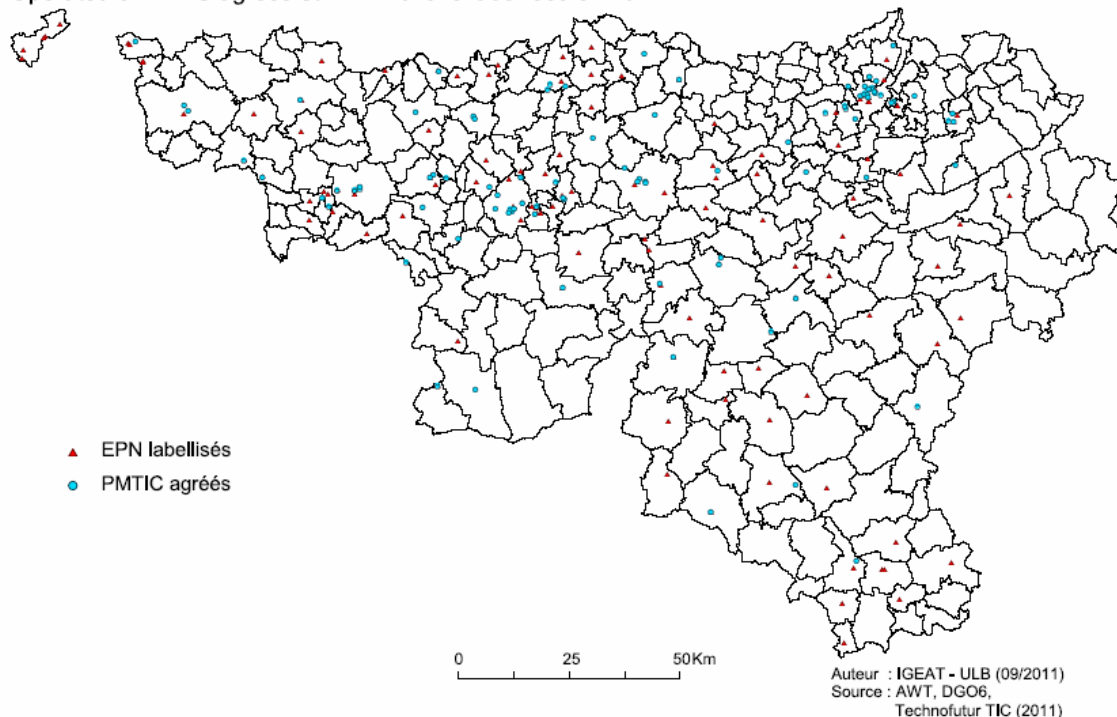 EPN labellisés
PMTIC agréés
0 25 50Km
Auteur : IGEAT - ULB (09/2011)
Source : AWT, DGO6,
Technofutur TIC (2011)